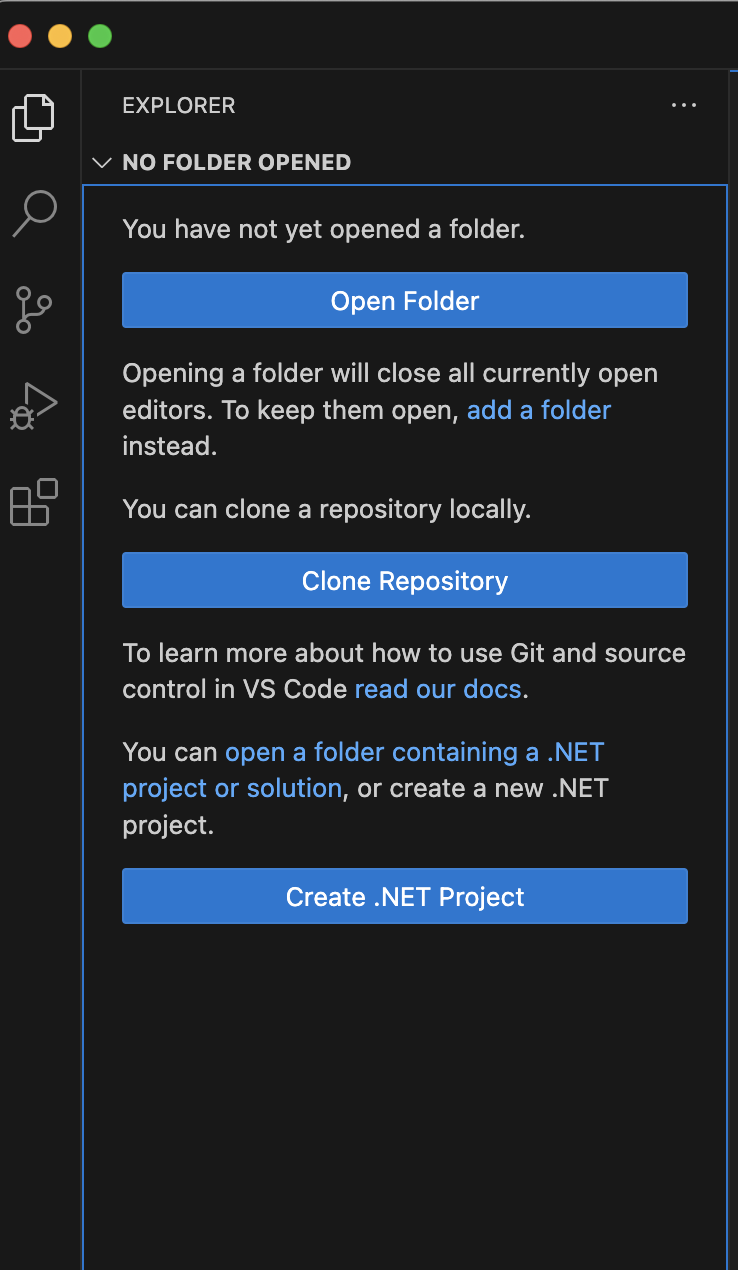 EXPLORER
NO FOLDER OPENED
You have not yet opened a folder.
Open Folder
Opening a folder will close all currently open
editors. To keep them open, add a folder
instead.
You can clone a repository locally.
Clone Repository
To learn more about how to use Git and source
control in VS Code read our docs.
You can open a folder containing a .NET
project or solution, or create a new .NET
project.
Create .NET Project